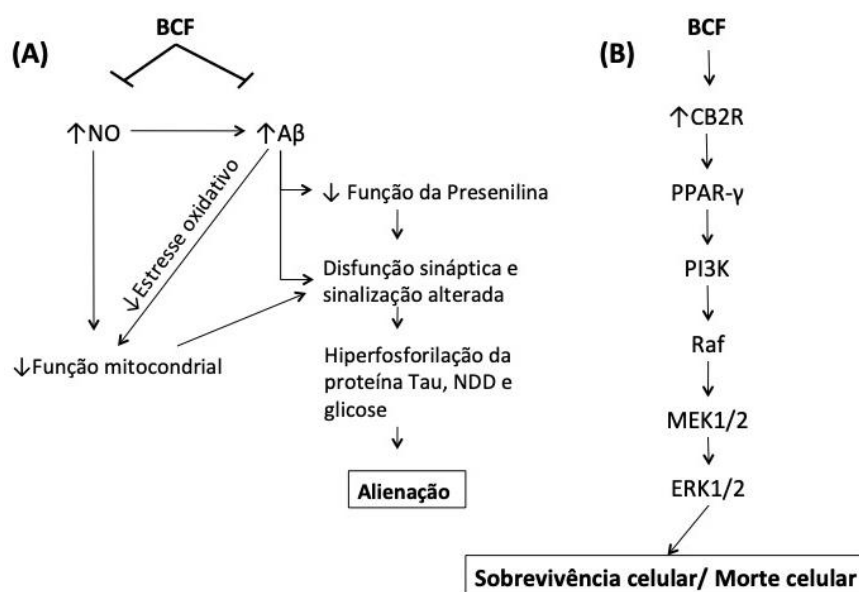 (A)
BCF
↑NO
↑Aβ
↓Estresse oxidativo
↓ Função da Presenilina
Disfunção sináptica e
sinalização alterada
↓Função mitocondrial
Hiperfosforilação da
proteína Tau, NDD e
glicose
Alienação
(B)
BCF
↑CB2R
PPAR-γ
PI3K
Raf
MEK1/2
ERK1/2
Sobrevivência celular/ Morte celular